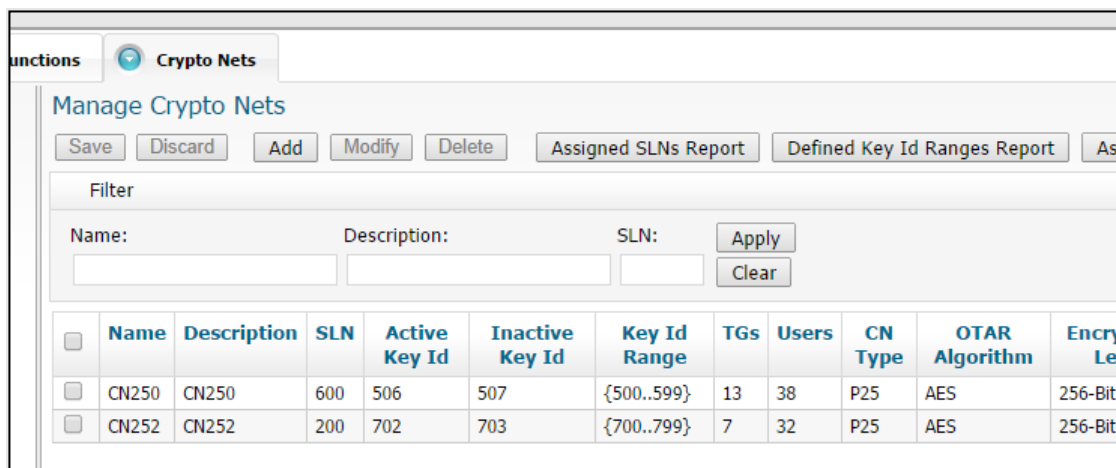 unctions Crypto Nets
Manage Crypto Nets
Save Discard Add Modify Delete Assigned SLNs Report Defined Key Id Ranges Report As
Filter
Name: Description: SLN: Apply
Clear
Name Description SLN Active Key Id Inactive Key Id Key Id Range TGs Users CN Type OTAR Algorithm Encry Le
CN250 CN250 600 506 507 {500..599} 13 38 P25 AES 256-Bit
CN252 CN252 200 702 703 {700..799} 7 32 P25 AES 256-Bit